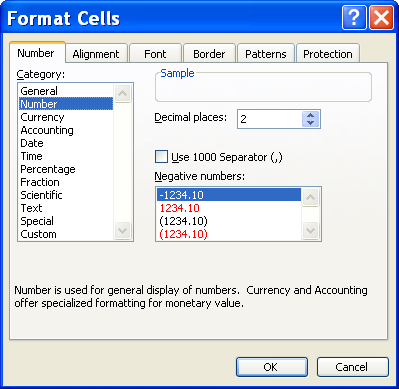 Format Cells
Number Alignment Font Border Patterns Protection
Category:
General
Number
Currency
Accounting
Date
Time
Percentage
Fraction
Scientific
Text
Special
Custom
Sample
Decimal places: 2
Use 1000 Separator (,)
Negative numbers:
-1234.10
1234.10
(1234.10)
(1234.10)
Number is used for general display of numbers. Currency and Accounting
offer specialized formatting for monetary value.
OK Cancel